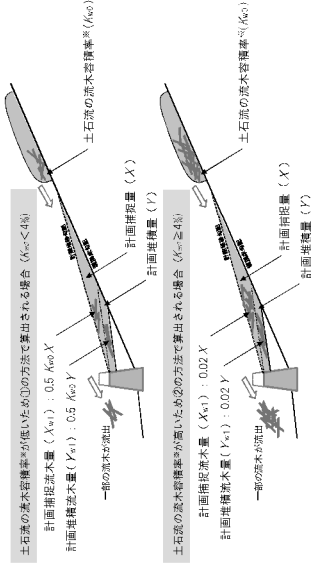 土石流の流木容積率※が低いため①の方法で算出される場合（Kw0＜4%）
計画捕捉流木量（Xw1）：0.5 Kw0 X
計画堆積流木量（Yw1）：0.5 Kw0 Y
一部の流木が流出
土石流の流木容積率※（Kw0）
計画捕捉量（X）
計画堆積量（Y）
土石流の流木容積率※が高いため②の方法で算出される場合（Kw0≧4%）
計画捕捉流木量（Xw1）：0.02 X
計画堆積流木量（Yw1）：0.02 Y
一部の流木が流出
土石流の流木容積率※（Kw0）
計画捕捉量（X）
計画堆積量（Y）